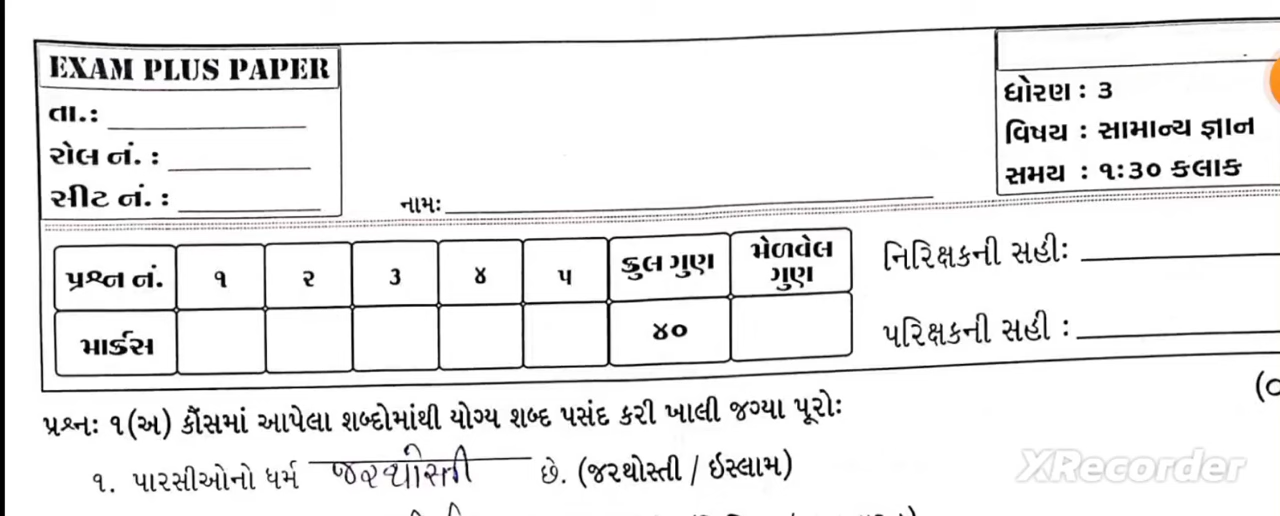 EXAM PLUS PAPER
તા.:
રોલ નં. :
સીટ નં. :
નામઃ
ધોરણ : ૩
વિષય : સામાન્ય જ્ઞાન
સમય : ૧:૩૦ કલાક
પ્રશ્ન નં. ૧ ૨ ૩ ૪ ૫ કુલ ગુણ મેળવેલ ગુણ
માર્કસ ૪૦
નિરિક્ષકની સહીઃ
પરિક્ષકની સહી :
પ્રશ્નઃ ૧(અ) કૌંસમાં આપેલા શબ્દોમાંથી યોગ્ય શબ્દ પસંદ કરી ખાલી જગ્યા પૂરોઃ
૧. પારસીઓનો ધર્મ જરથોસ્તી છે. (જરથોસ્તી / ઇસ્લામ)
XRecorder